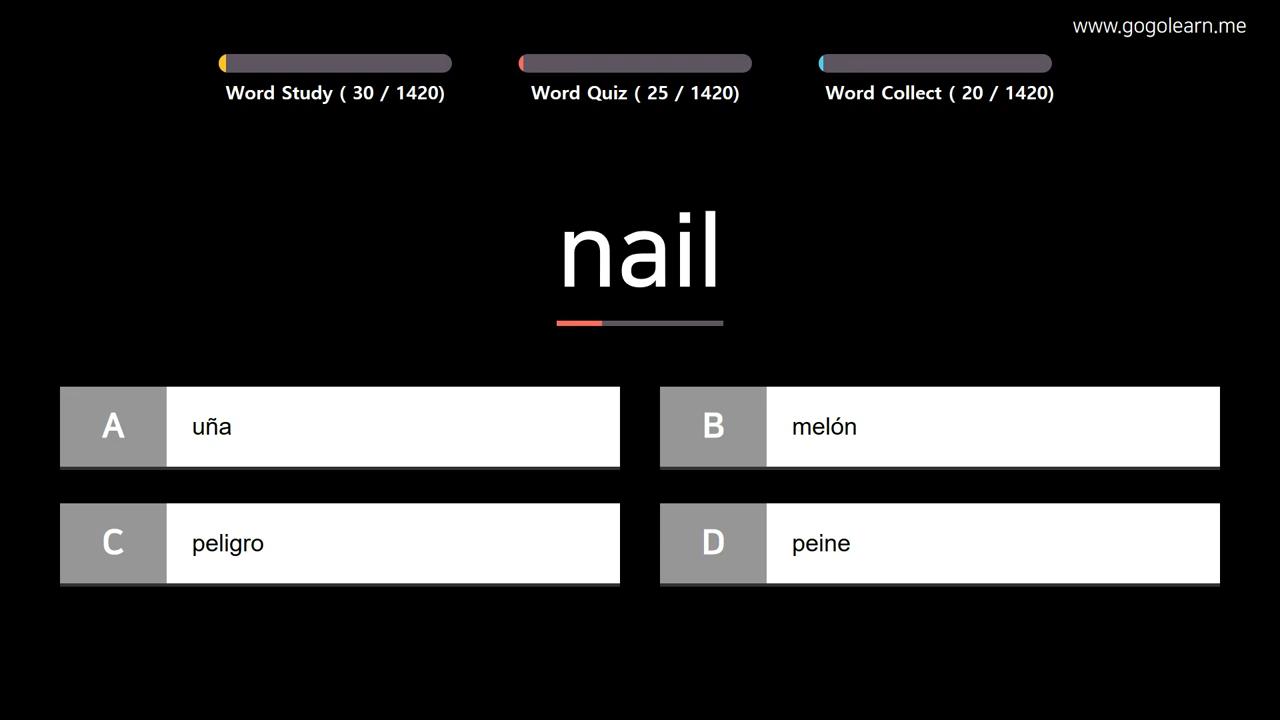 www.gogolearn.me
Word Study ( 30 / 1420)
Word Quiz ( 25 / 1420)
Word Collect ( 20 / 1420)
nail
A uña
B melón
C peligro
D peine